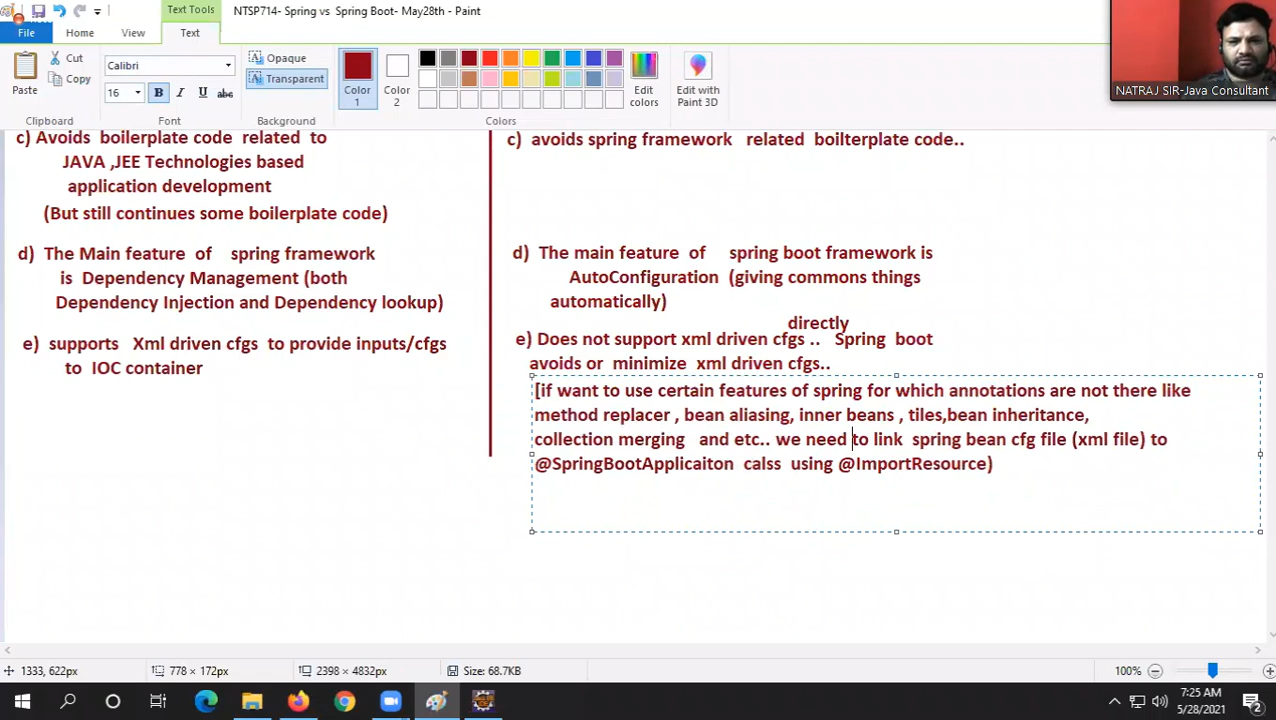 NTSP714- Spring vs Spring Boot- May28th - Paint
Text Tools
File
Home
View
Text
Paste
Cut
Copy
Clipboard
Calibri
16
B
I
U
abc
Font
Opaque
Transparent
Background
Color
1
Color
2
Edit
colors
Edit with
Paint 3D
Colors
NATRAJ SIR-Java Consultant
c) Avoids boilerplate code related to
JAVA ,JEE Technologies based
application development
(But still continues some boilerplate code)
d) The Main feature of spring framework
is Dependency Management (both
Dependency Injection and Dependency lookup)
e) supports Xml driven cfgs to provide inputs/cfgs
to IOC container
c) avoids spring framework related boilterplate code..
d) The main feature of spring boot framework is
AutoConfiguration (giving commons things
automatically)
directly
e) Does not support xml driven cfgs .. Spring boot
avoids or minimize xml driven cfgs..
[if want to use certain features of spring for which annotations are not there like
method replacer , bean aliasing, inner beans , tiles,bean inheritance,
collection merging and etc.. we need to link spring bean cfg file (xml file) to
@SpringBootApplicaiton calss using @ImportResource)
1333, 622px
778 × 172px
2398 × 4832px
Size: 68.7KB
100%
7:25 AM
5/28/2021
2